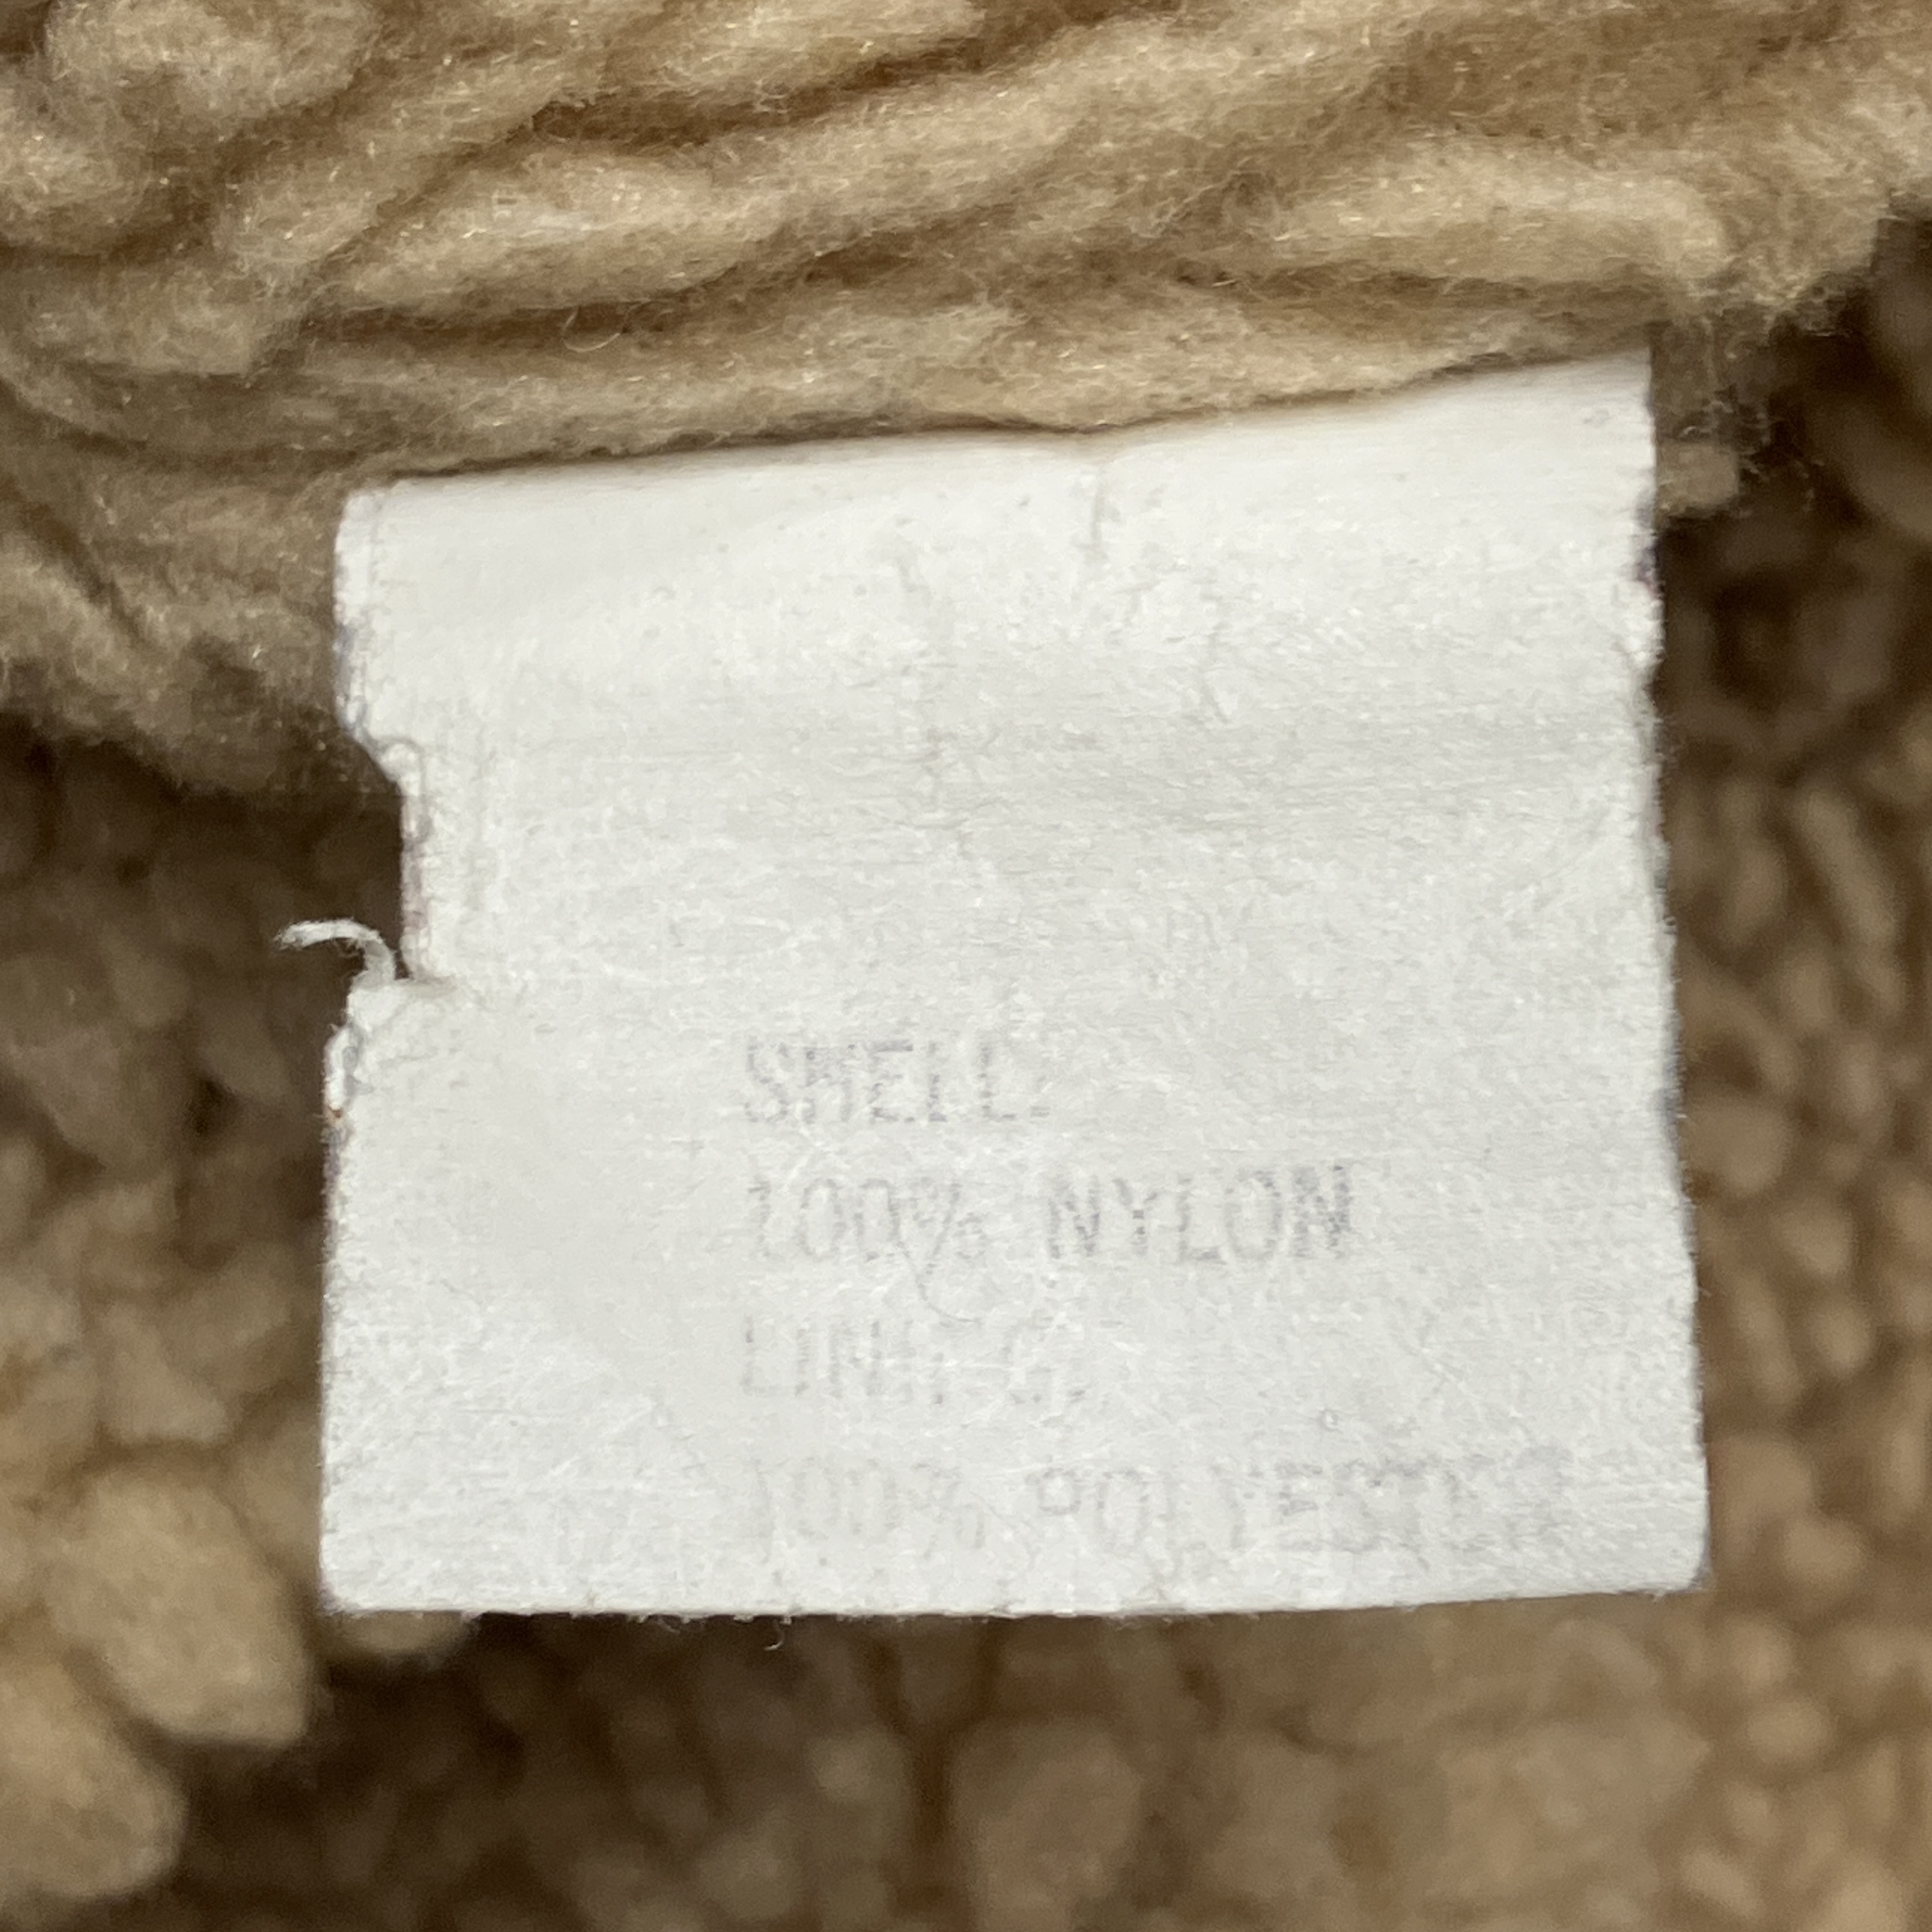 SHELL:
100% NYLON
LINING:
100% POLYESTER